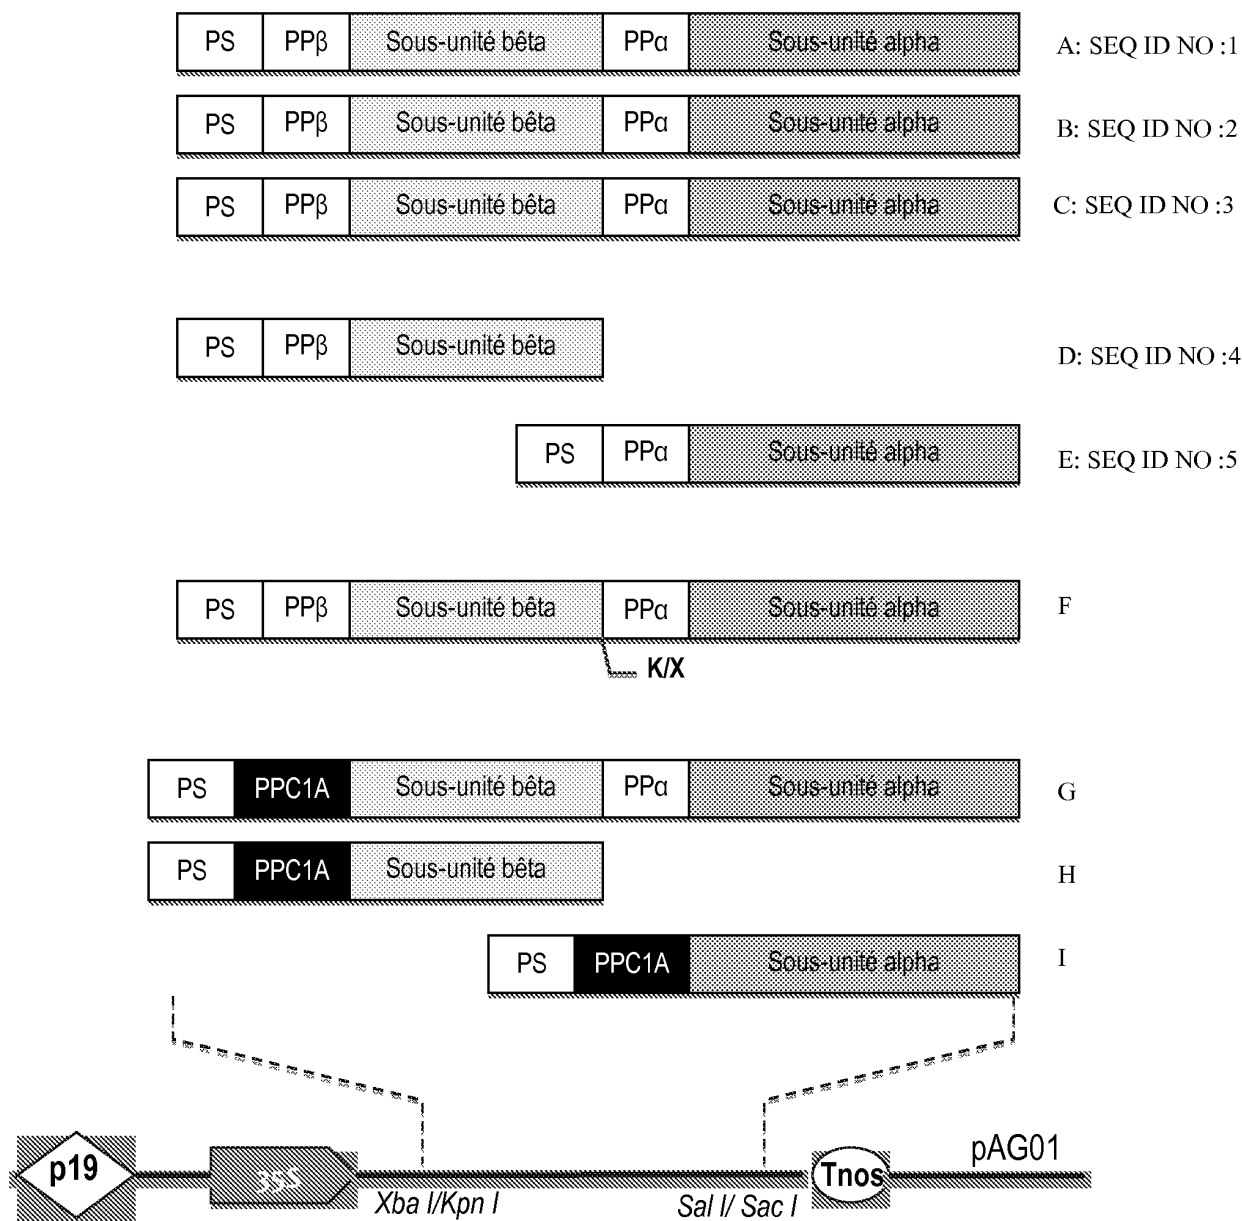 PS PPβ Sous-unité bêta PPα Sous-unité alpha A: SEQ ID NO :1
PS PPβ Sous-unité bêta PPα Sous-unité alpha B: SEQ ID NO :2
PS PPβ Sous-unité bêta PPα Sous-unité alpha C: SEQ ID NO :3
PS PPβ Sous-unité bêta D: SEQ ID NO :4
PS PPα Sous-unité alpha E: SEQ ID NO :5
PS PPβ Sous-unité bêta PPα Sous-unité alpha F
K/X
PS PPC1A Sous-unité bêta PPα Sous-unité alpha G
PS PPC1A Sous-unité bêta H
PS PPC1A Sous-unité alpha I
p19 35S Tnos pAG01
Xba I/Kpn I Sal I/ Sac I